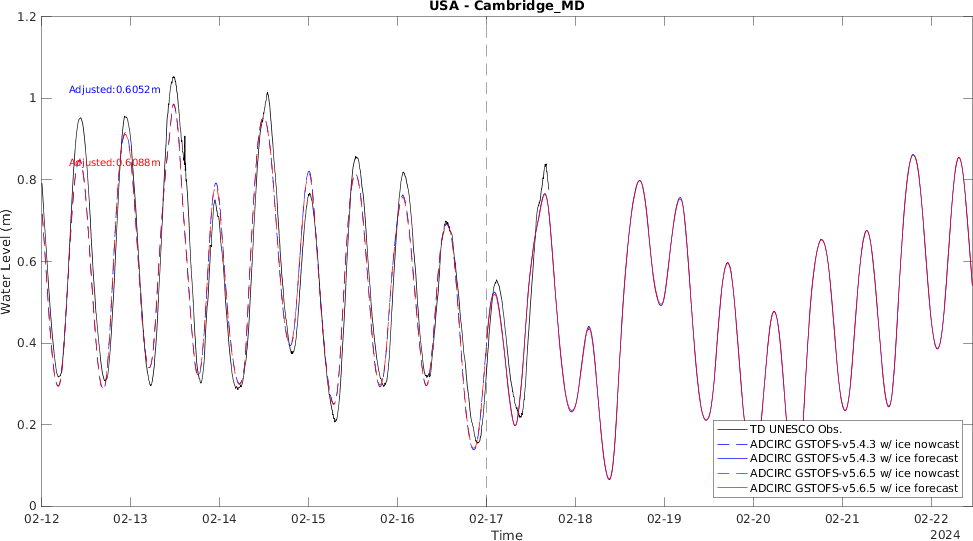 USA - Cambridge_MD
1.2
1
0.8
0.6
0.4
0.2
0
Water Level (m)
Adjusted:0.6052m
Adjusted:0.6088m
TD UNESCO Obs.
ADCIRC GSTOFS-v5.4.3 w/ ice nowcast
ADCIRC GSTOFS-v5.4.3 w/ ice forecast
ADCIRC GSTOFS-v5.6.5 w/ ice nowcast
ADCIRC GSTOFS-v5.6.5 w/ ice forecast
02-12 02-13 02-14 02-15 02-16 02-17 02-18 02-19 02-20 02-21 02-22
Time
2024